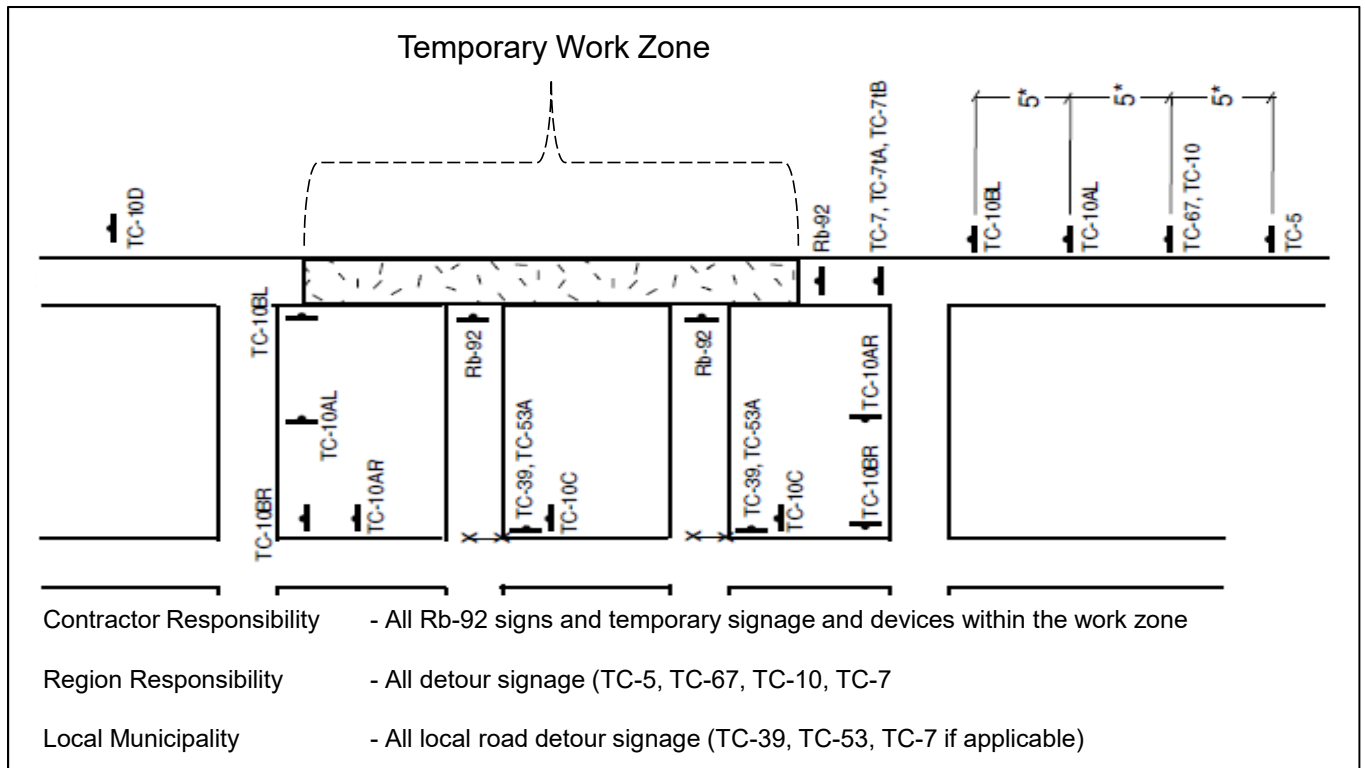 Temporary Work Zone
TC-10D
Rb-92
TC-7, TC-7tA, TC-7tB
5*
5*
5*
TC-10BL
TC-10AL
TC-67, TC-10
TC-5
TC-10BL
Rb-92
Rb-92
TC-10AR
TC-10AL
TC-39, TC-53A
TC-39, TC-53A
TC-10BR
TC-10AR
TC-10C
TC-10C
TC-10BR
X
X
X
X
Contractor Responsibility - All Rb-92 signs and temporary signage and devices within the work zone
Region Responsibility - All detour signage (TC-5, TC-67, TC-10, TC-7
Local Municipality - All local road detour signage (TC-39, TC-53, TC-7 if applicable)